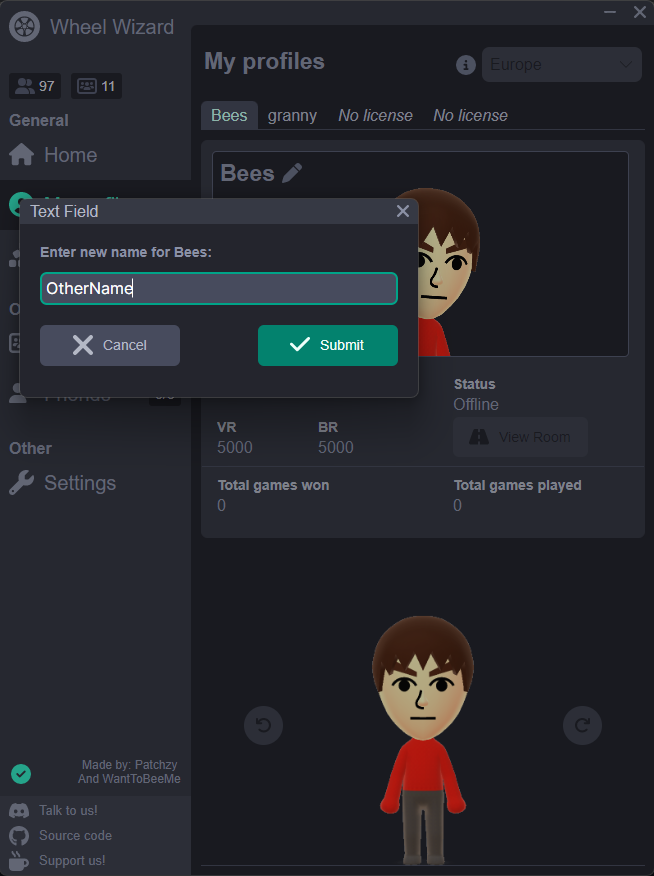 Wheel Wizard
97
11
General
Home
Text Field
Enter new name for Bees:
OtherName
Cancel
Submit
Friends
Other
Settings
Made by: Patchzy
And WantToBeeMe
Talk to us!
Source code
Support us!
My profiles
Europe
Bees
granny
No license
No license
Bees
Status
Offline
VR
5000
BR
5000
View Room
Total games won
0
Total games played
0